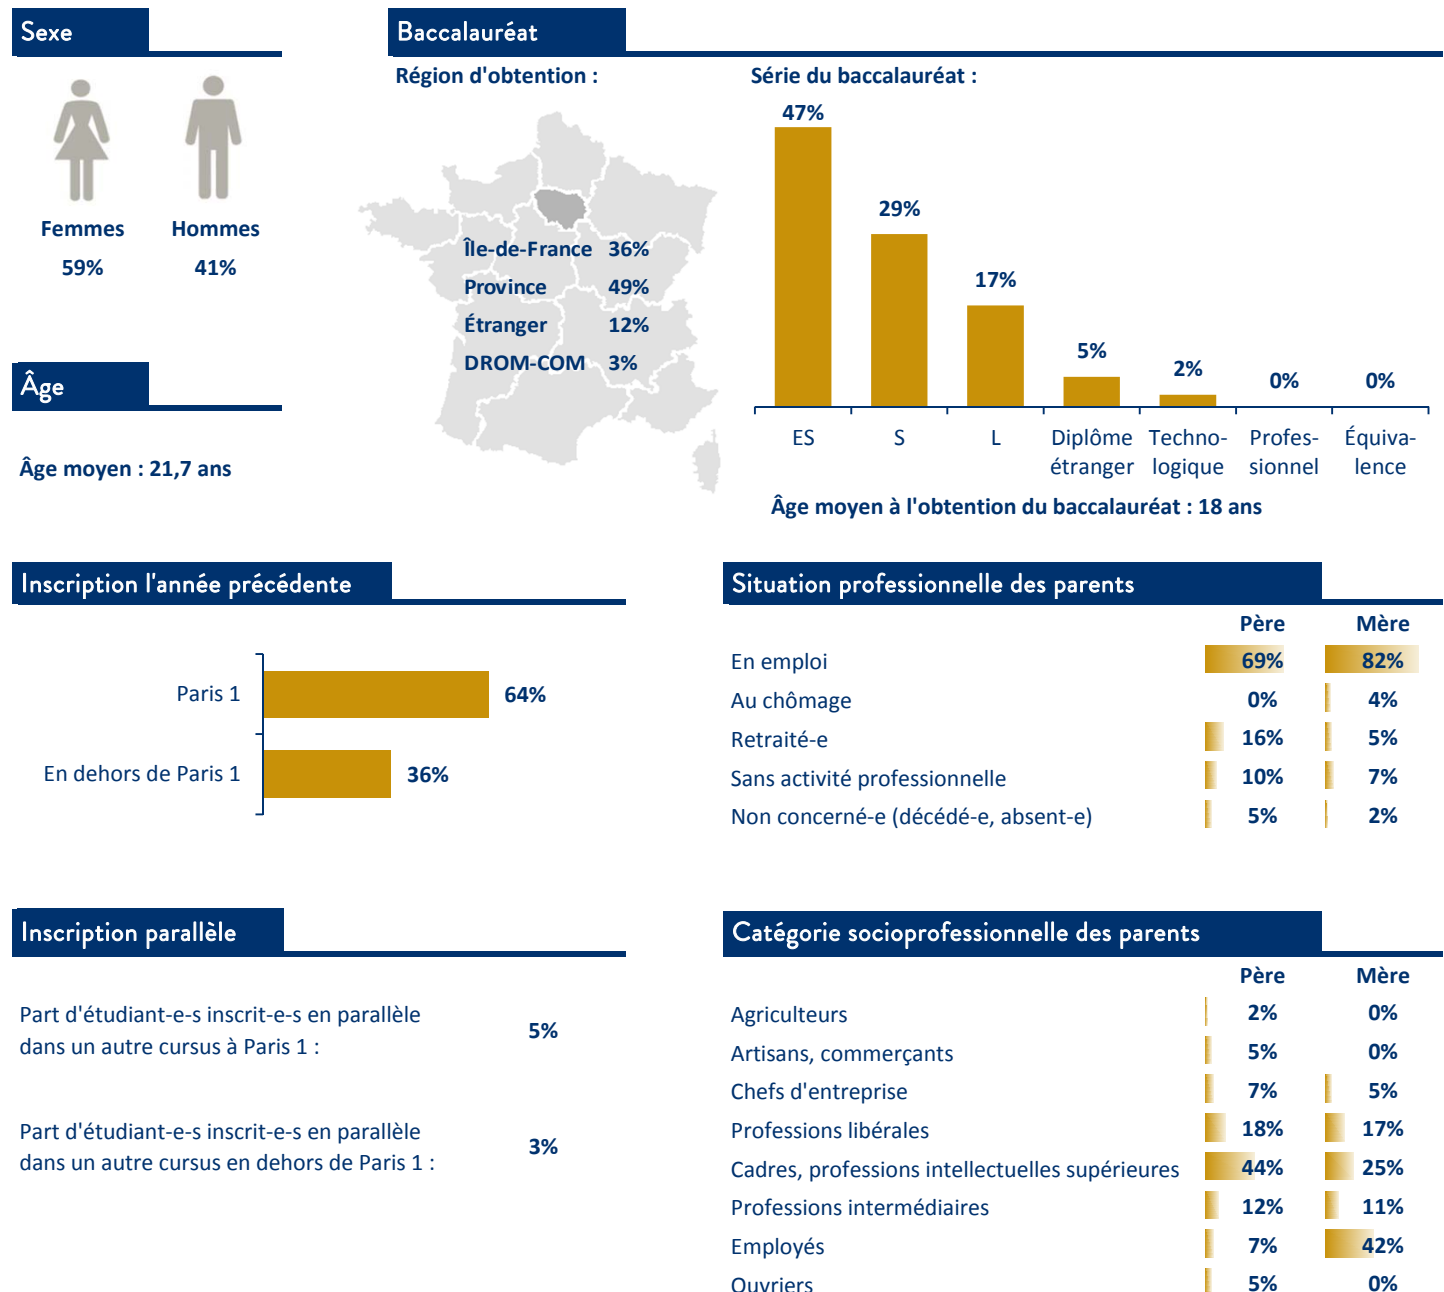 Sexe
Femmes Hommes
59% 41%
Âge
Âge moyen : 21,7 ans
Baccalauréat
Région d'obtention :
Île-de-France 36%
Province 49%
Étranger 12%
DROM-COM 3%
Série du baccalauréat :
47%
29%
17%
5%
2%
0%
0%
ES S L Diplôme Techno- Profes- Équiva-
étranger logique sionnel lence
Âge moyen à l'obtention du baccalauréat : 18 ans
Inscription l'année précédente
Paris 1 64%
En dehors de Paris 1 36%
Situation professionnelle des parents
Père Mère
En emploi 69% 82%
Au chômage 0% 4%
Retraité-e 16% 5%
Sans activité professionnelle 10% 7%
Non concerné-e (décédé-e, absent-e) 5% 2%
Inscription parallèle
Part d'étudiant-e-s inscrit-e-s en parallèle
dans un autre cursus à Paris 1 : 5%
Part d'étudiant-e-s inscrit-e-s en parallèle
dans un autre cursus en dehors de Paris 1 : 3%
Catégorie socioprofessionnelle des parents
Père Mère
Agriculteurs 2% 0%
Artisans, commerçants 5% 0%
Chefs d'entreprise 7% 5%
Professions libérales 18% 17%
Cadres, professions intellectuelles supérieures 44% 25%
Professions intermédiaires 12% 11%
Employés 7% 42%
Ouvriers 5% 0%